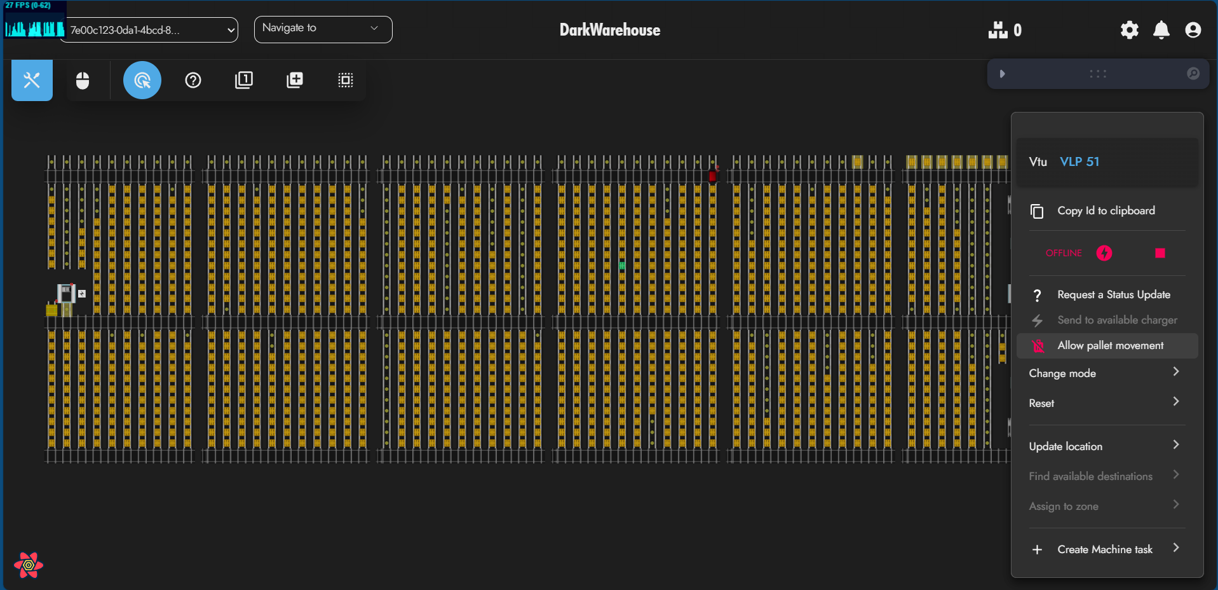 27 FPS (0-62)
7e00c123-0da1-4bcd-8...
Navigate to
DarkWarehouse
0
1
Vtu VLP 51
Copy Id to clipboard
OFFLINE
Request a Status Update
Send to available charger
Allow pallet movement
Change mode
Reset
Update location
Find available destinations
Assign to zone
Create Machine task